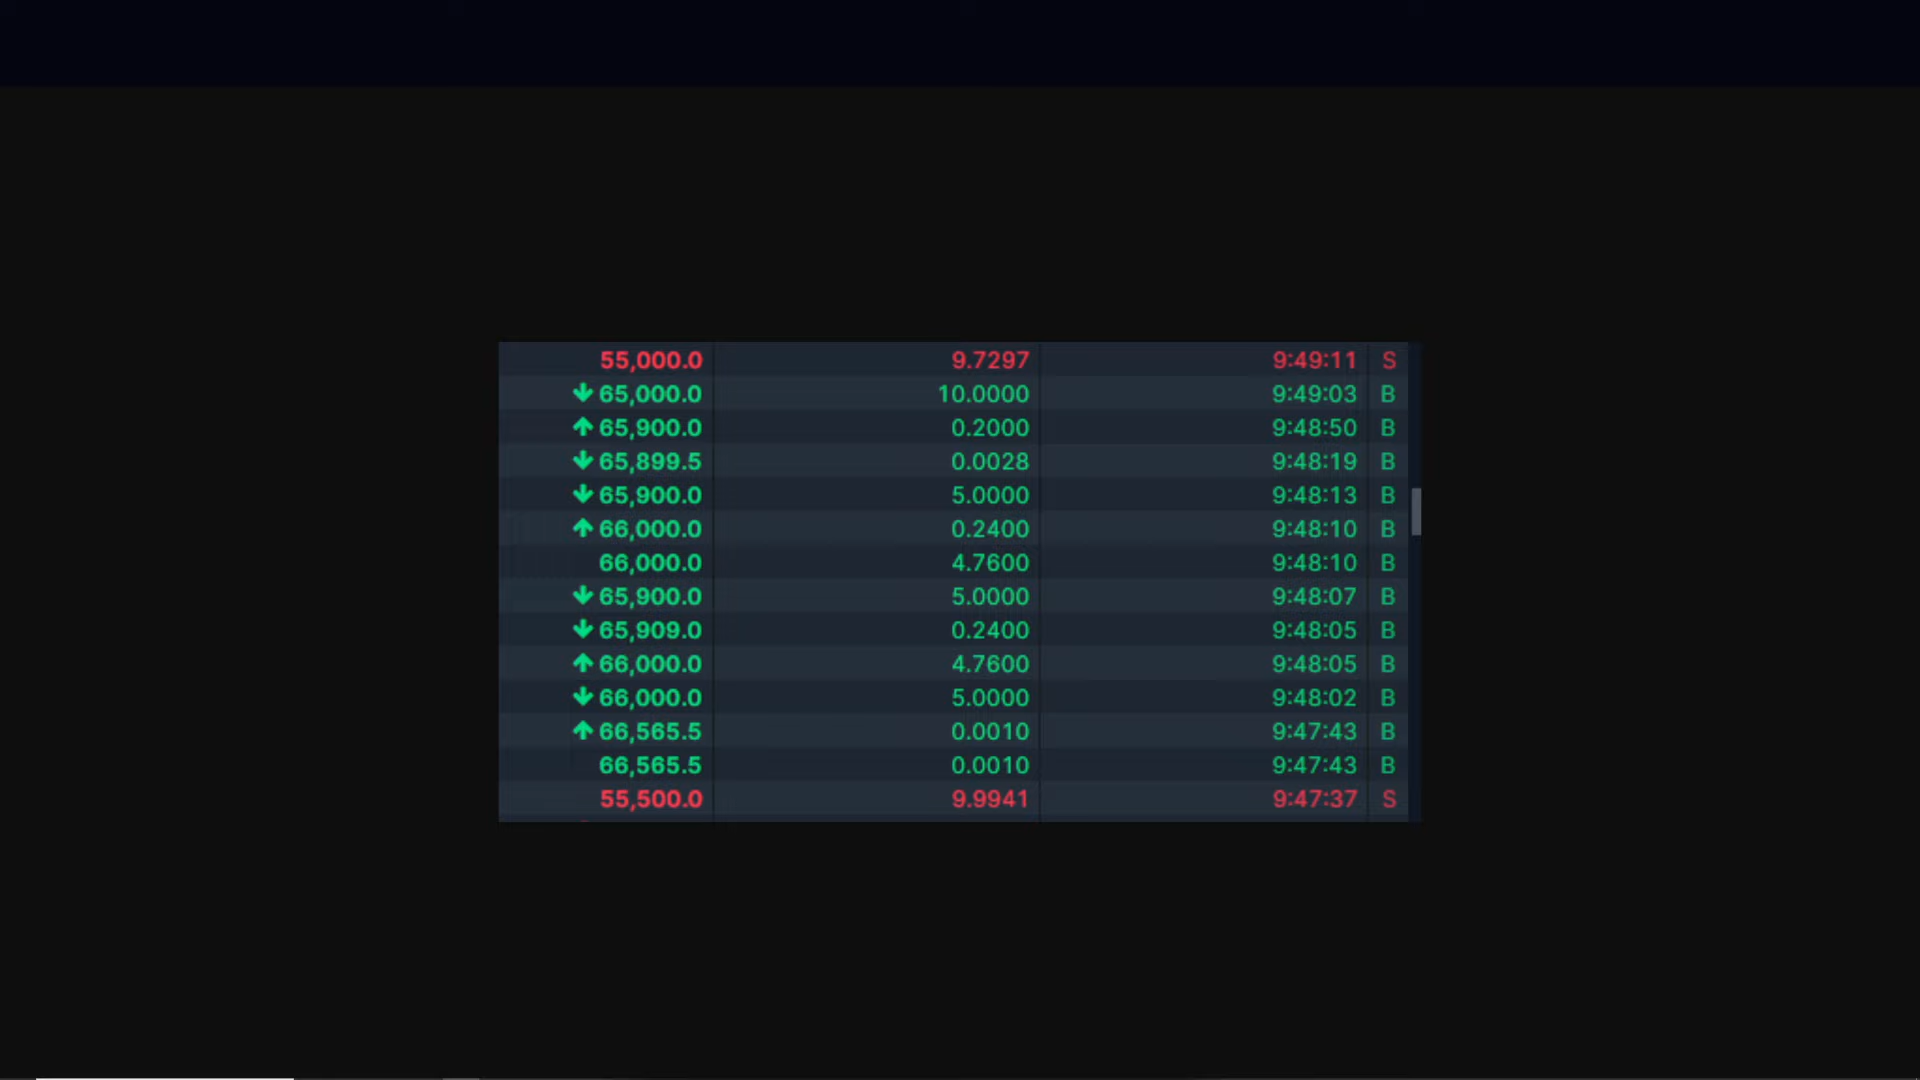 55,000.0 9.7297 9:49:11 S
↓ 65,000.0 10.0000 9:49:03 B
↑ 65,900.0 0.2000 9:48:50 B
↓ 65,899.5 0.0028 9:48:19 B
↓ 65,900.0 5.0000 9:48:13 B
↑ 66,000.0 0.2400 9:48:10 B
66,000.0 4.7600 9:48:10 B
↓ 65,900.0 5.0000 9:48:07 B
↓ 65,909.0 0.2400 9:48:05 B
↑ 66,000.0 4.7600 9:48:05 B
↓ 66,000.0 5.0000 9:48:02 B
↑ 66,565.5 0.0010 9:47:43 B
66,565.5 0.0010 9:47:43 B
55,500.0 9.9941 9:47:37 S